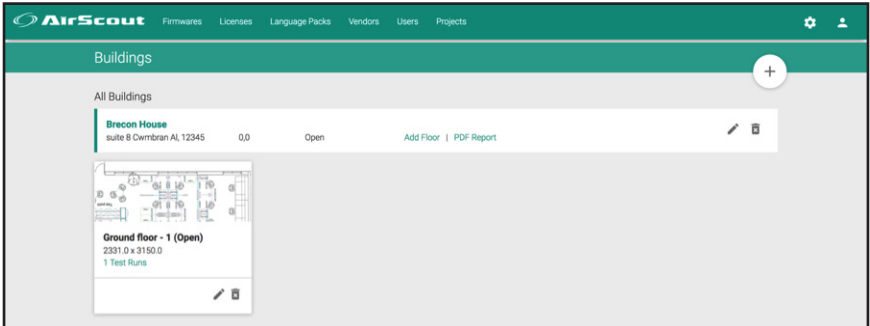 AirScout Firmwares Licenses Language Packs Vendors Users Projects
Buildings
All Buildings
Brecon House
suite 8 Cwmbran Al, 12345 0,0 Open Add Floor | PDF Report
Ground floor - 1 (Open)
2331.0 x 3150.0
1 Test Runs